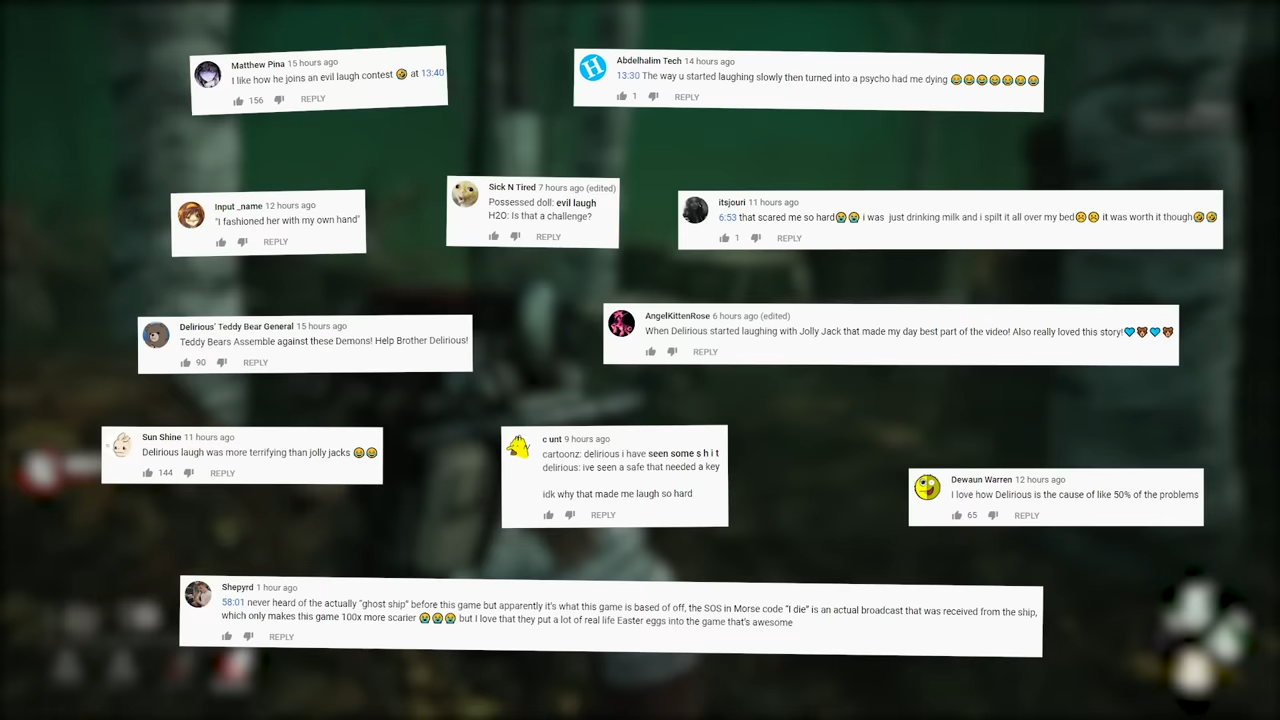 Matthew Pina 15 hours ago
I like how he joins an evil laugh contest 🤣 at 13:40
156 REPLY
Abdelhalim Tech 14 hours ago
13:30 The way u started laughing slowly then turned into a psycho had me dying 😂😂😂😂😂😂😂
1 REPLY
Input _name 12 hours ago
"I fashioned her with my own hand"
REPLY
Sick N Tired 7 hours ago (edited)
Possessed doll: evil laugh
H2O: Is that a challenge?
REPLY
itsjouri 11 hours ago
6:53 that scared me so hard😭😭 i was just drinking milk and i spilt it all over my bed☹☹ it was worth it though🤣🤣
1 REPLY
Delirious' Teddy Bear General 15 hours ago
Teddy Bears Assemble against these Demons! Help Brother Delirious!
90 REPLY
AngelKittenRose 6 hours ago (edited)
When Delirious started laughing with Jolly Jack that made my day best part of the video! Also really loved this story!💙🐻💙🐻
REPLY
Sun Shine 11 hours ago
Delirious laugh was more terrifying than jolly jacks 😂😂
144 REPLY
c unt 9 hours ago
cartoonz: delirious i have seen some s h i t
delirious: ive seen a safe that needed a key
idk why that made me laugh so hard
REPLY
Dewaun Warren 12 hours ago
I love how Delirious is the cause of like 50% of the problems
65 REPLY
Shepyrd 1 hour ago
58:01 never heard of the actually "ghost ship" before this game but apparently it's what this game is based of off, the SOS in Morse code "I die" is an actual broadcast that was received from the ship,
which only makes this game 100x more scarier 😭😭😭 but I love that they put a lot of real life Easter eggs into the game that's awesome
REPLY